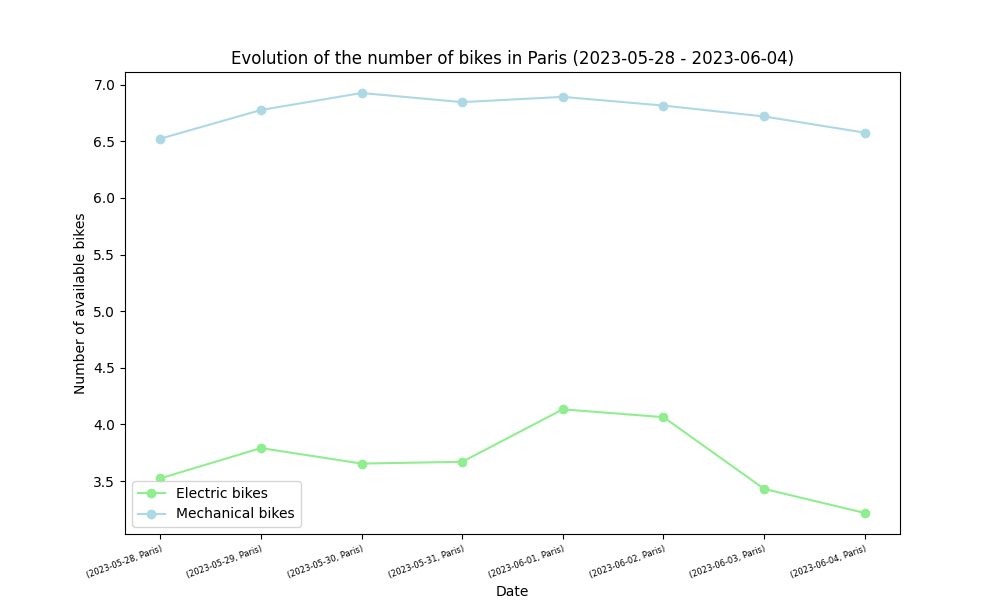 Evolution of the number of bikes in Paris (2023-05-28 - 2023-06-04)
Number of available bikes
7.0
6.5
6.0
5.5
5.0
4.5
4.0
3.5
Electric bikes
Mechanical bikes
(2023-05-28, Paris)
(2023-05-29, Paris)
(2023-05-30, Paris)
(2023-05-31, Paris)
(2023-06-01, Paris)
(2023-06-02, Paris)
(2023-06-03, Paris)
(2023-06-04, Paris)
Date